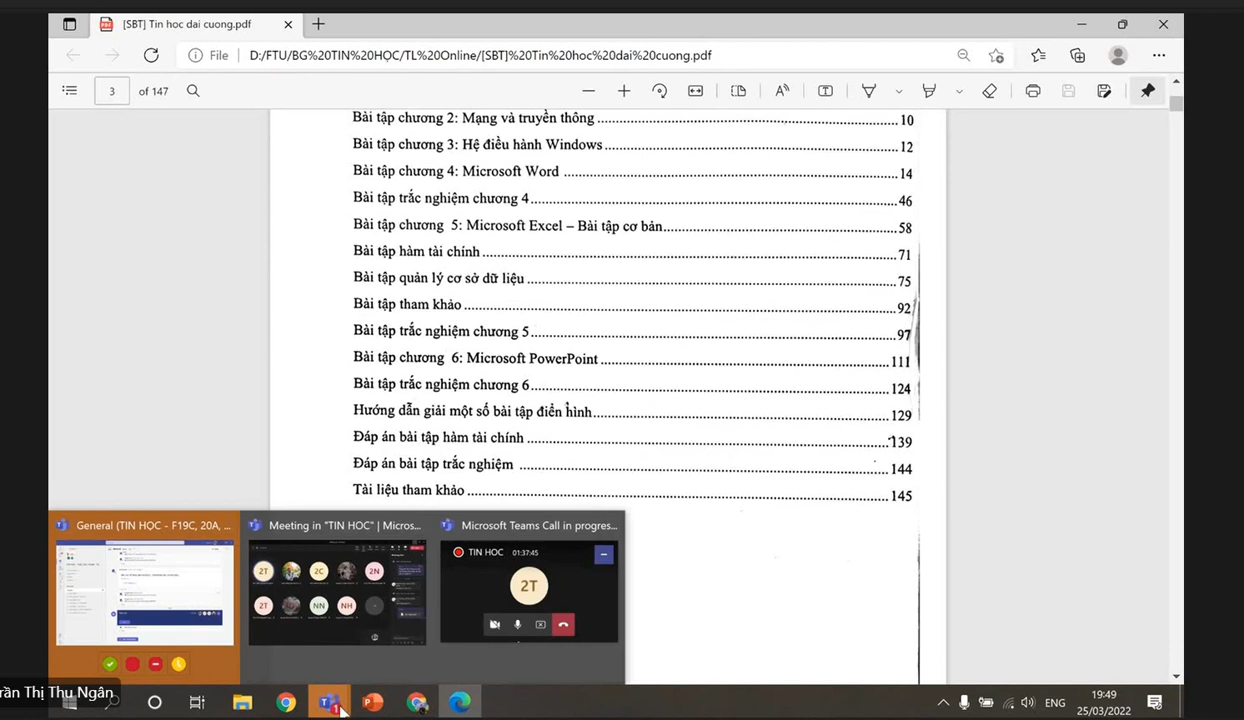 [SBT] Tin hoc dai cuong.pdf
File
D:/FTU/BG%20TIN%20HỌC/TL%20Online/[SBT]%20Tin%20hoc%20dai%20cuong.pdf
3 of 147
Bài tập chương 2: Mạng và truyền thông 10
Bài tập chương 3: Hệ điều hành Windows 12
Bài tập chương 4: Microsoft Word 14
Bài tập trắc nghiệm chương 4 46
Bài tập chương 5: Microsoft Excel – Bài tập cơ bản 58
Bài tập hàm tài chính 71
Bài tập quản lý cơ sở dữ liệu 75
Bài tập tham khảo 92
Bài tập trắc nghiệm chương 5 97
Bài tập chương 6: Microsoft PowerPoint 111
Bài tập trắc nghiệm chương 6 124
Hướng dẫn giải một số bài tập điển hình 129
Đáp án bài tập hàm tài chính 139
Đáp án bài tập trắc nghiệm 144
Tài liệu tham khảo 145
General (TIN HỌC - F19C, 20A, ...
Meeting in "TIN HOC" | Micros...
Microsoft Teams Call in progres...
2T 2C 2N
2T NN NH
TIN HOC 01:37:45
2T
rần Thị Thu Ngân
ENG
19:49
25/03/2022